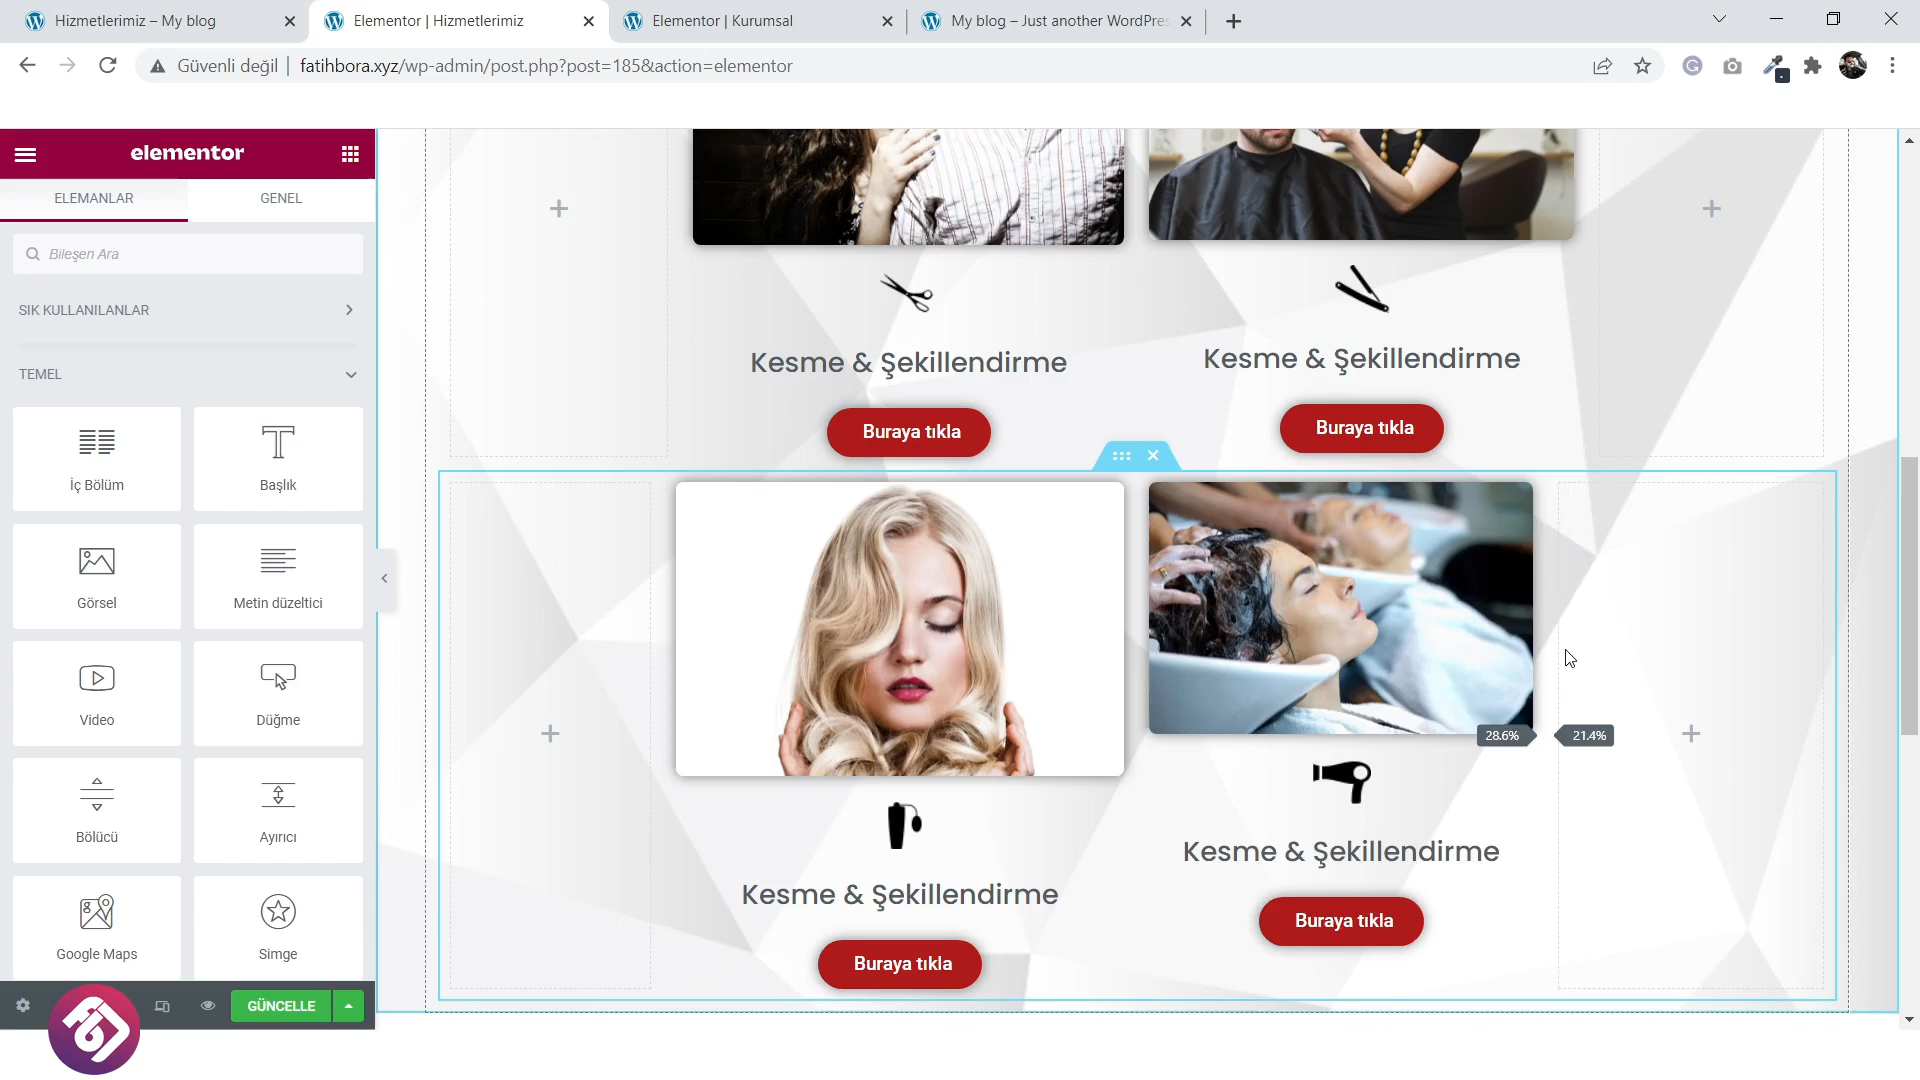 Hizmetlerimiz – My blog
Elementor | Hizmetlerimiz
Elementor | Kurumsal
My blog – Just another WordPres
Güvenli değil
fatihbora.xyz/wp-admin/post.php?post=185&action=elementor
elementor
ELEMANLAR
GENEL
Bileşen Ara
SIK KULLANILANLAR
TEMEL
İç Bölüm
Başlık
Görsel
Metin düzeltici
Video
Düğme
Bölücü
Ayırıcı
Google Maps
Simge
GÜNCELLE
Kesme & Şekillendirme
Kesme & Şekillendirme
Buraya tıkla
Buraya tıkla
28.6%
21.4%
Kesme & Şekillendirme
Kesme & Şekillendirme
Buraya tıkla
Buraya tıkla